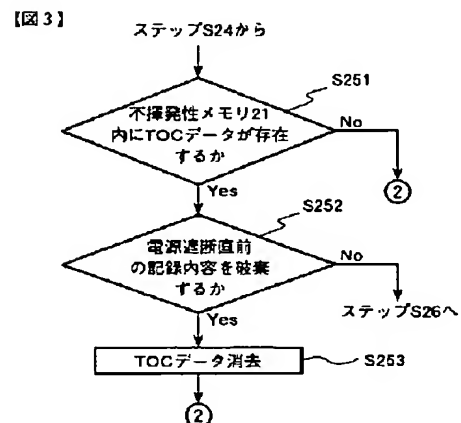 【図3】
ステップS24から
S251
不揮発性メモリ21
内にTOCデータが存在
するか
No
②
Yes
S252
電源遮断直前
の記録内容を破棄
するか
No
ステップS26へ
Yes
TOCデータ消去
S253
②